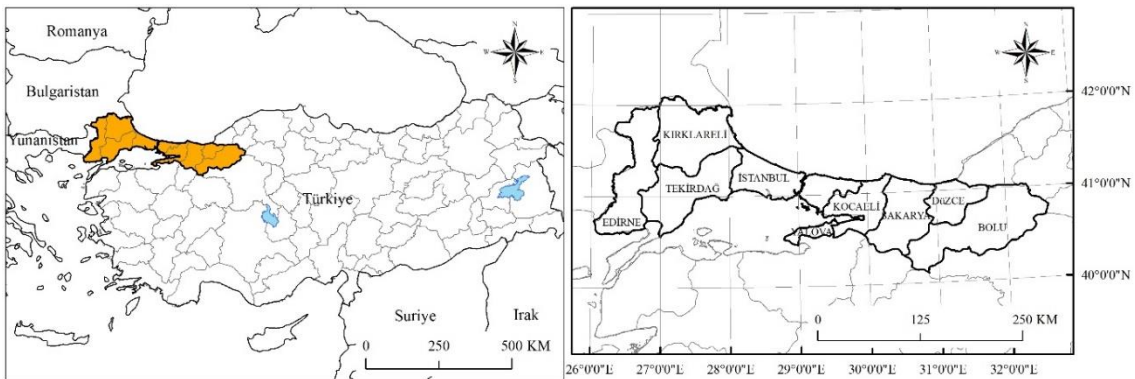 Romanya
Bulgaristan
Yunanistan
Türkiye
Suriye
Irak
N
W
E
S
0 250 500 KM
N
W
E
S
KIRKLARELİ
TEKİRDAĞ
İSTANBUL
EDİRNE
KOCAELİ
YALOVA
SAKARYA
DÜZCE
BOLU
42°0'0"N
41°0'0"N
40°0'0"N
0 125 250 KM
26°0'0"E 27°0'0"E 28°0'0"E 29°0'0"E 30°0'0"E 31°0'0"E 32°0'0"E